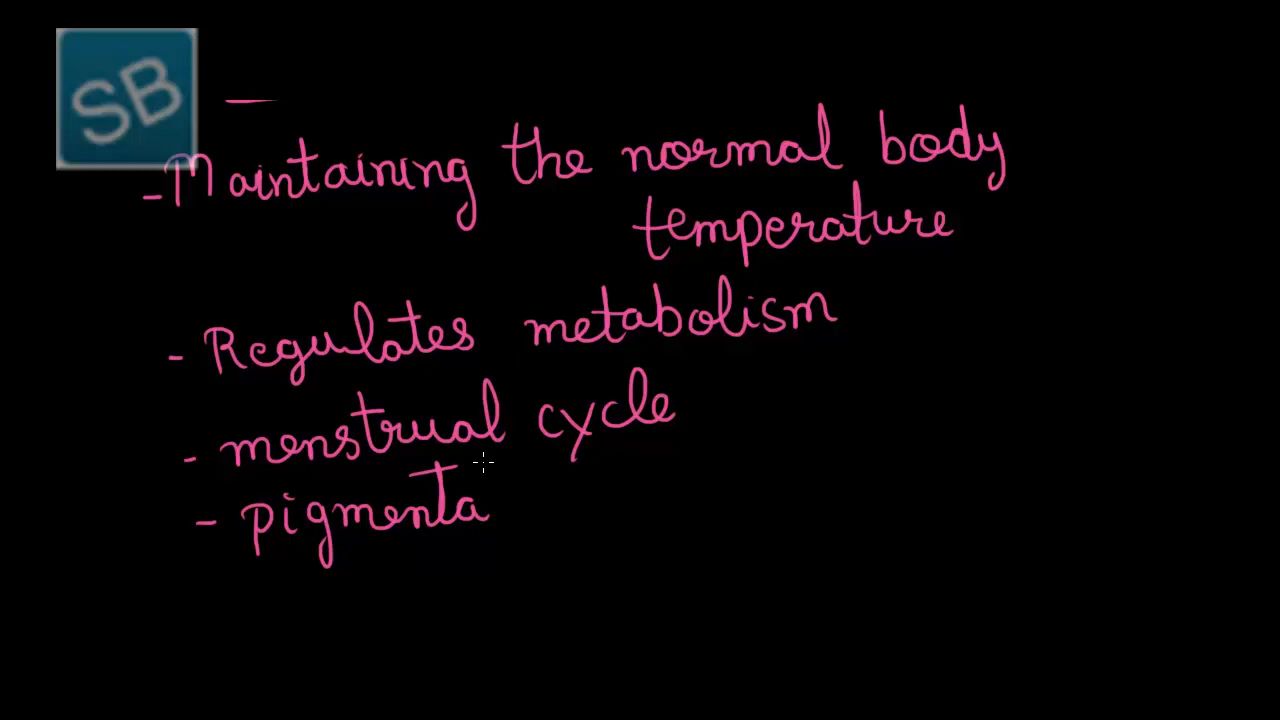 SB
- Maintaining the normal body
temperature
- Regulates metabolism
- menstrual cycle
- pigmenta